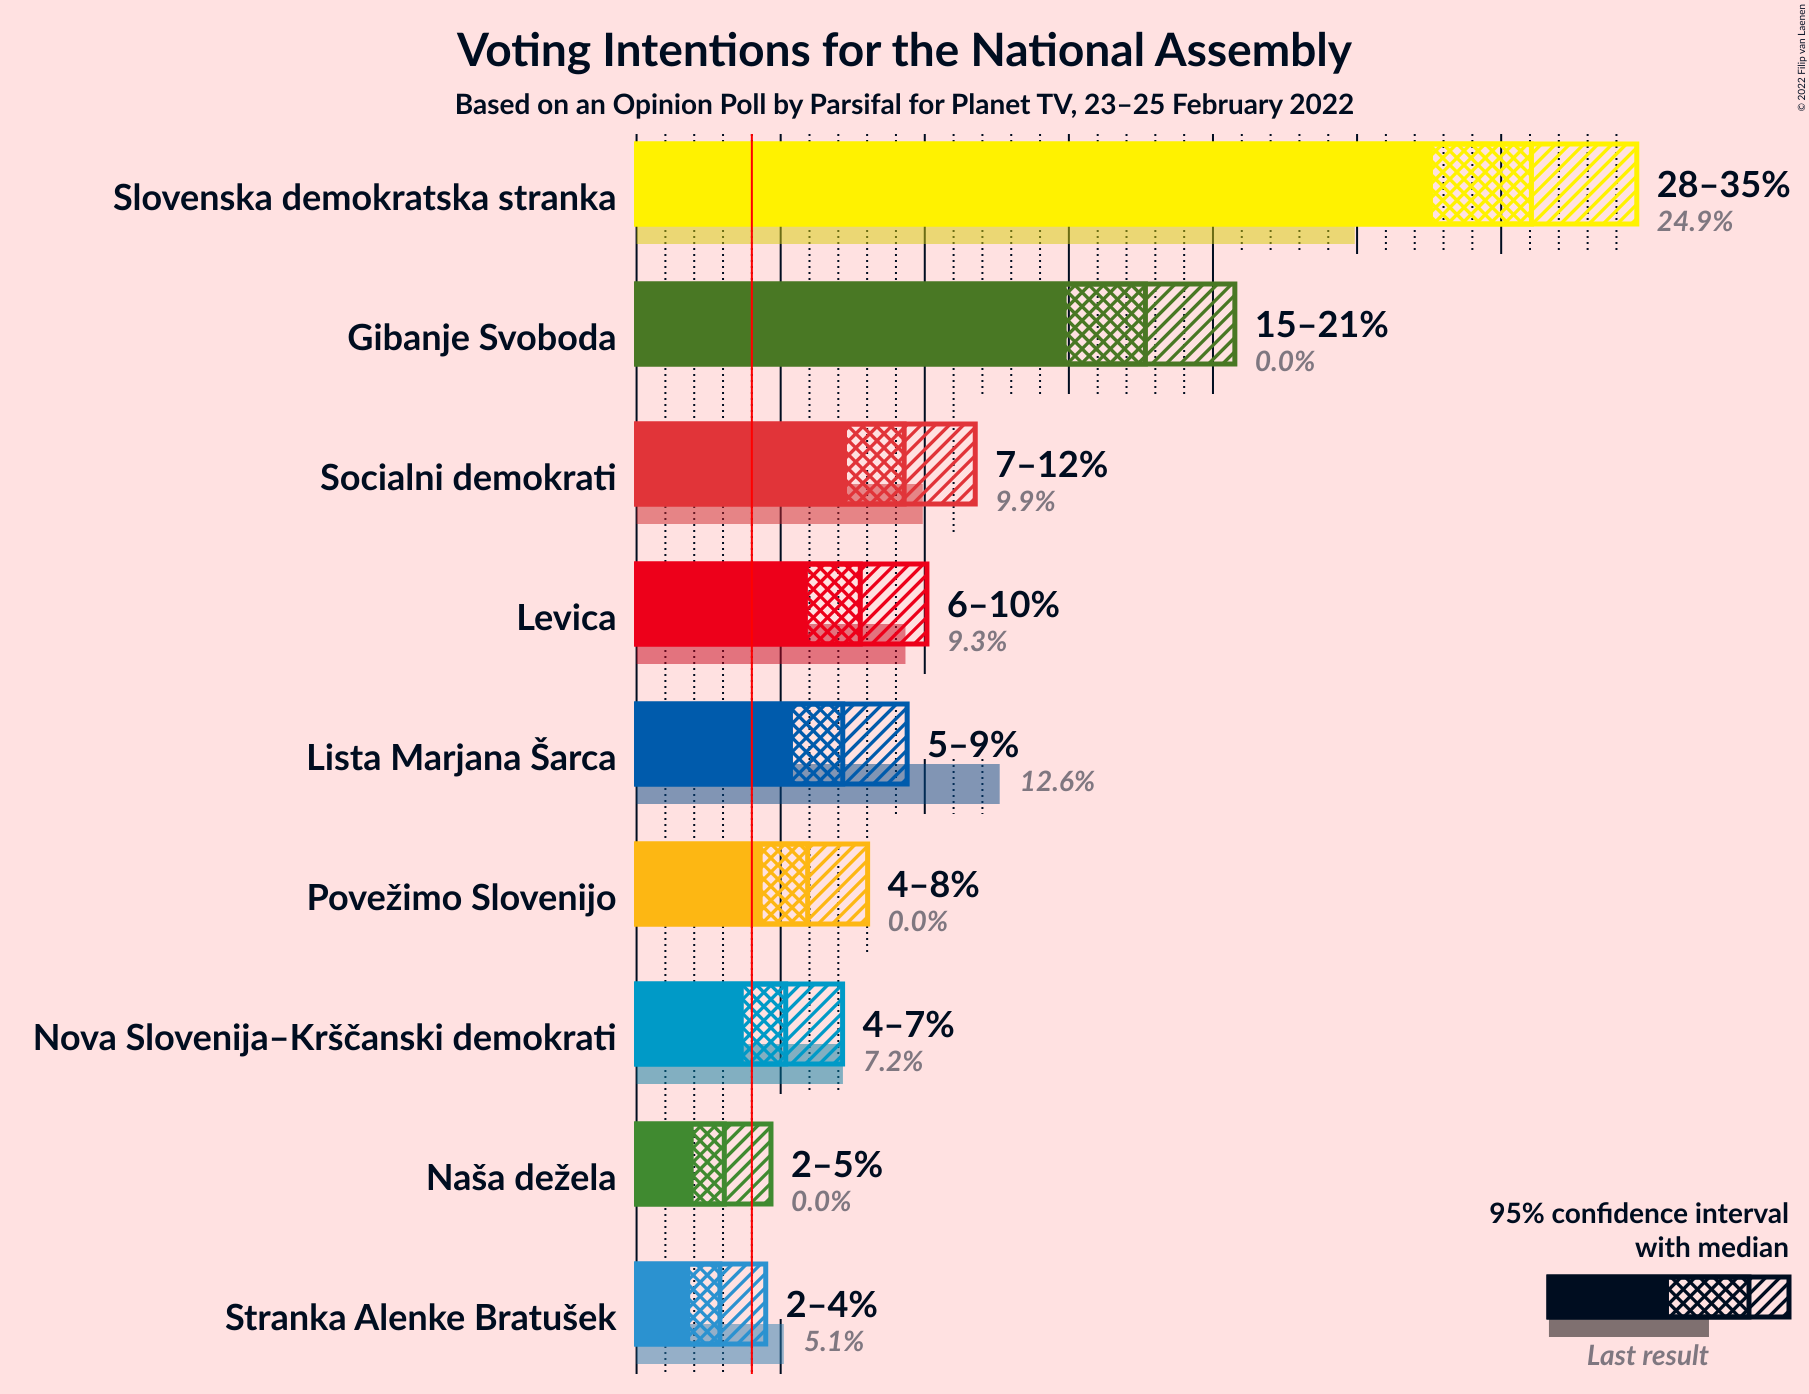 Voting Intentions for the National Assembly
Based on an Opinion Poll by Parsifal for Planet TV, 23–25 February 2022
© 2022 Filip van Laenen
Slovenska demokratska stranka
28–35%
24.9%
Gibanje Svoboda
15–21%
0.0%
Socialni demokrati
7–12%
9.9%
Levica
6–10%
9.3%
Lista Marjana Šarca
5–9%
12.6%
Povežimo Slovenijo
4–8%
0.0%
Nova Slovenija–Krščanski demokrati
4–7%
7.2%
Naša dežela
2–5%
0.0%
Stranka Alenke Bratušek
2–4%
5.1%
95% confidence interval
with median
Last result